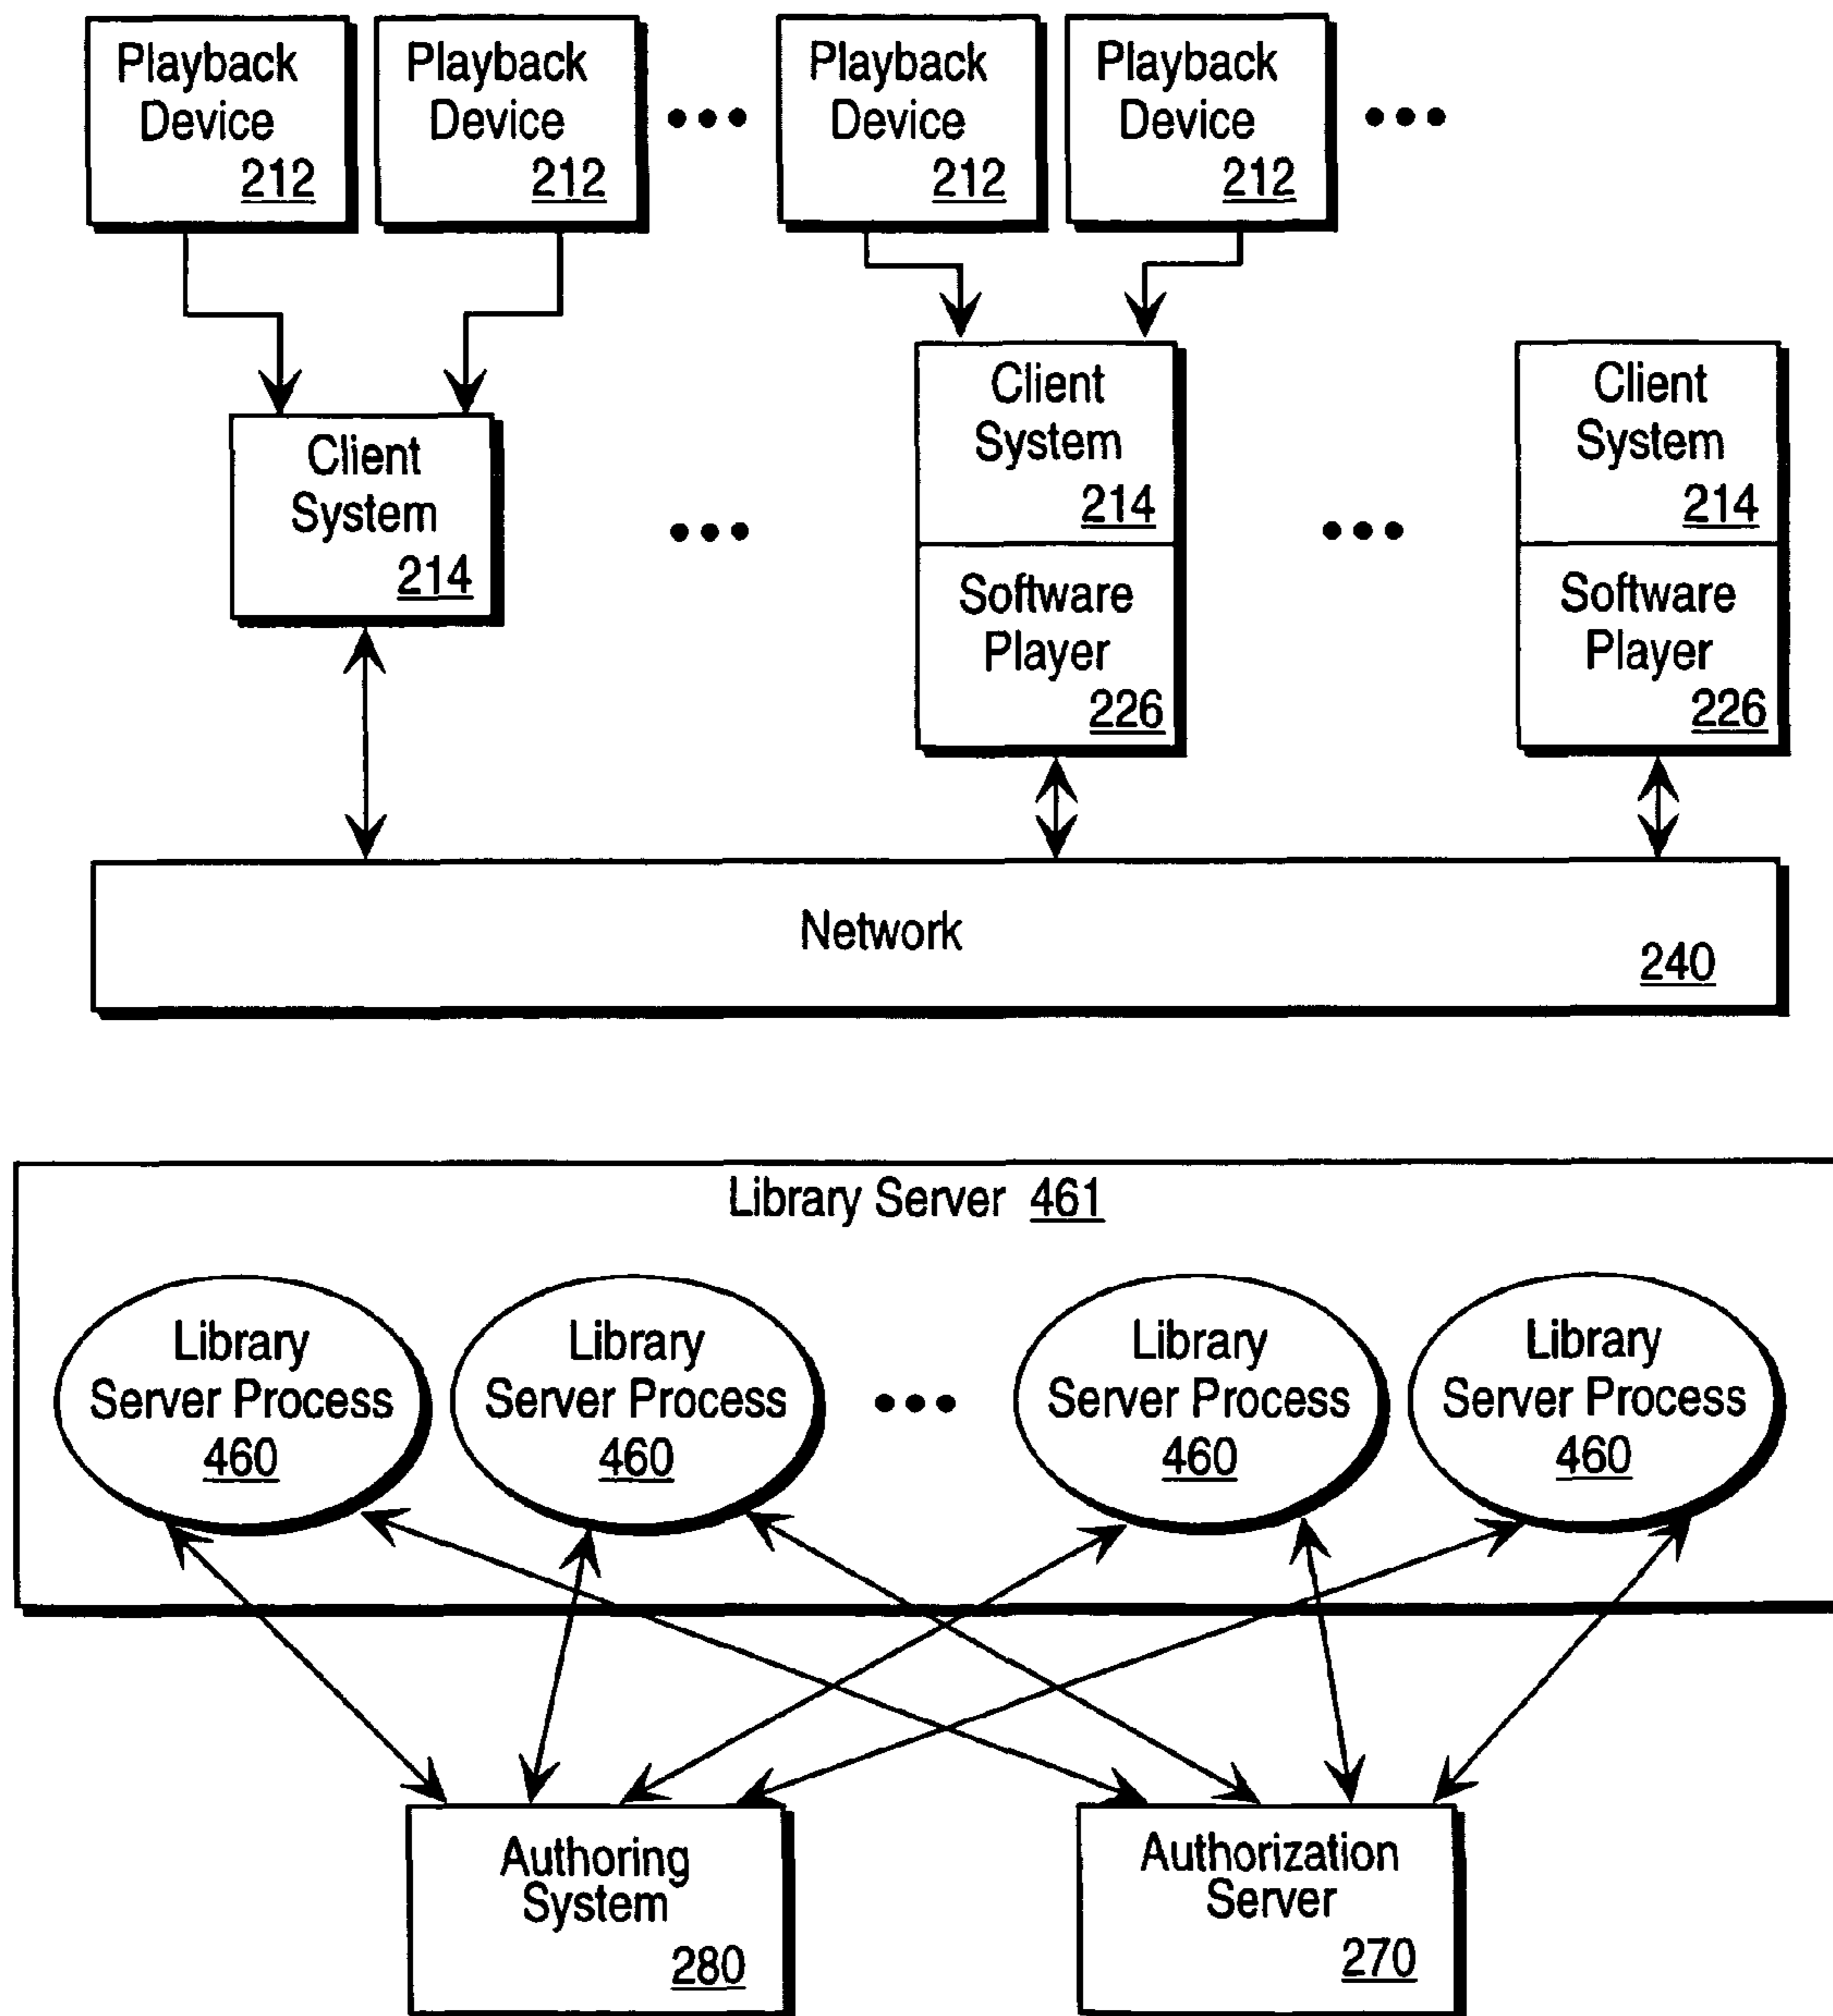 Playback
Device
212
Playback
Device
212
Playback
Device
212
Playback
Device
212
Client
System
214
Client
System
214
Software
Player
226
Client
System
214
Software
Player
226
Network
240
Library Server 461
Library
Server Process
460
Library
Server Process
460
Library
Server Process
460
Library
Server Process
460
Authoring
System
280
Authorization
Server
270